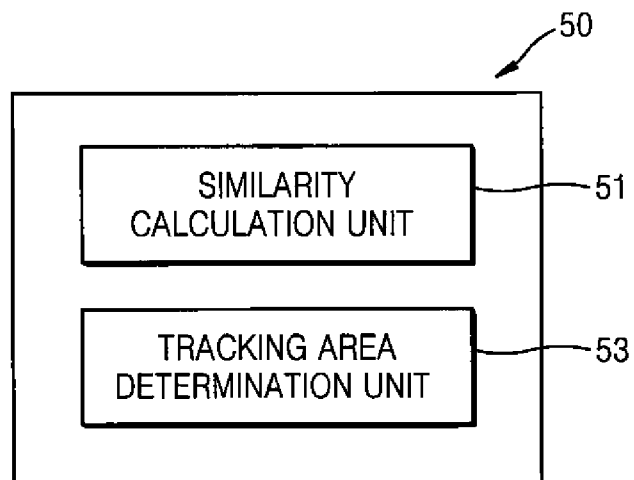 50
SIMILARITY
CALCULATION UNIT
51
TRACKING AREA
DETERMINATION UNIT
53